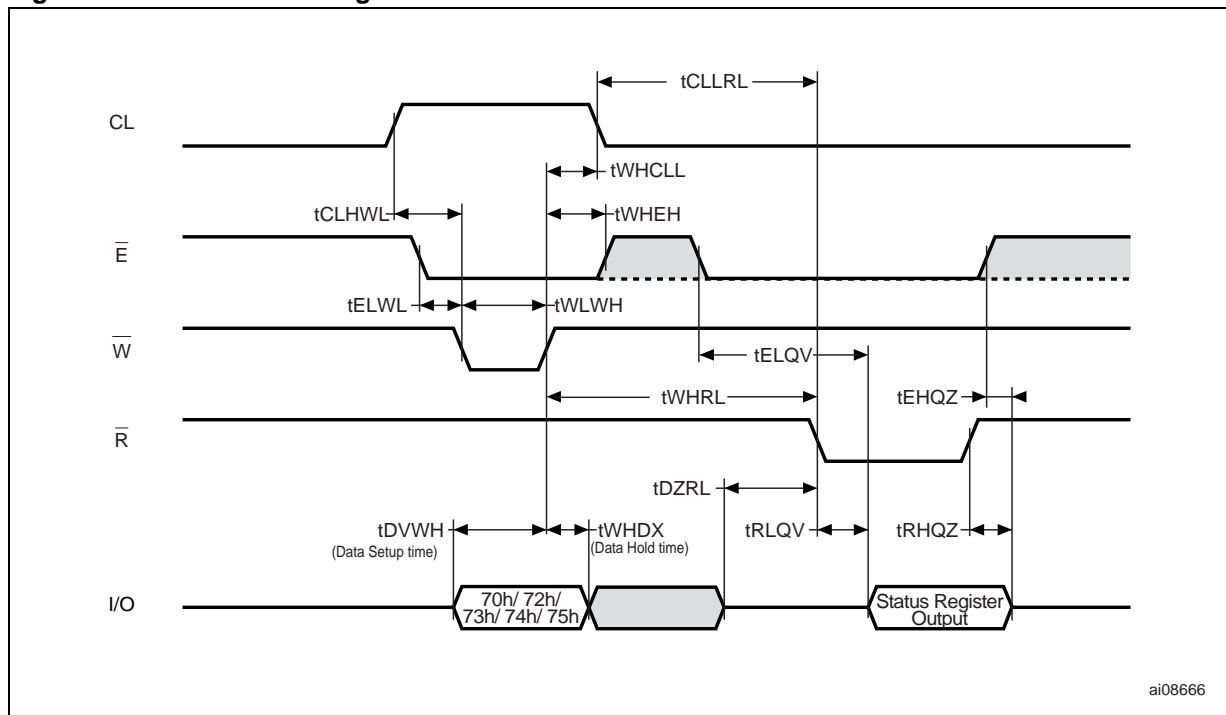 tCLLRL
CL
tWHCLL
tCLHWL
tWHEH
E
tELWL
tWLWH
W
tELQV
tWHRL
tEHQZ
R
tDZRL
tDVWH
(Data Setup time)
tWHDX
(Data Hold time)
tRLQV
tRHQZ
I/O
70h/ 72h/
73h/ 74h/ 75h
Status Register
Output
ai08666